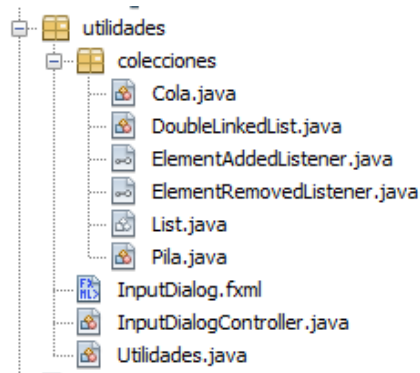 utilidades
colecciones
Cola.java
DoubleLinkedList.java
ElementAddedListener.java
ElementRemovedListener.java
List.java
Pila.java
InputDialog.fxml
InputDialogController.java
Utilidades.java